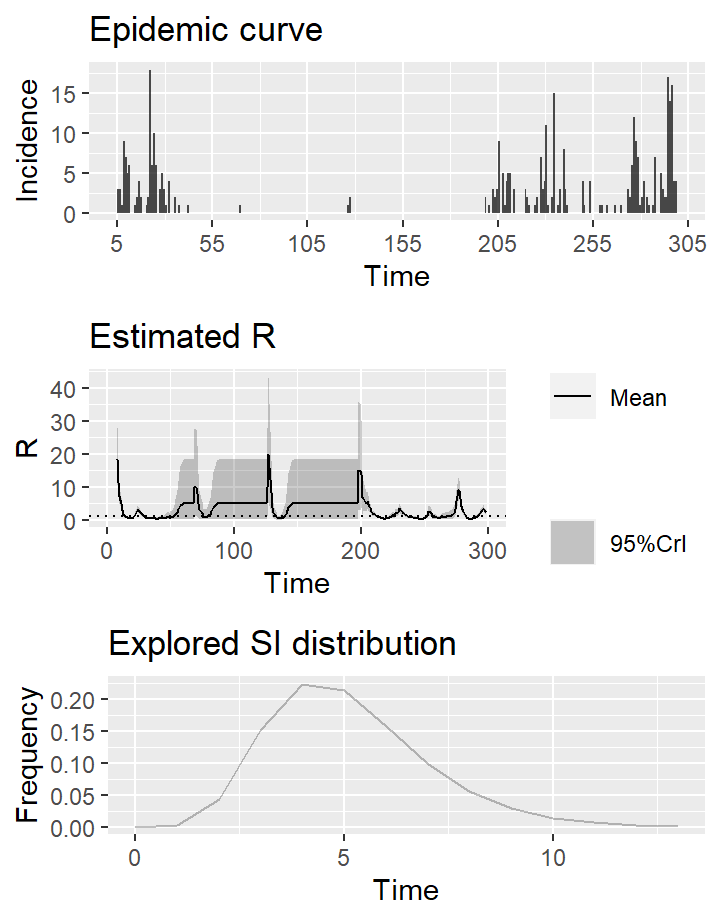 Epidemic curve
Incidence
15
10
5
0
5 55 105 155 205 255 305
Time
Estimated R
R
40
30
20
10
0
0 100 200 300
Time
Mean
95%CrI
Explored SI distribution
Frequency
0.20
0.15
0.10
0.05
0.00
0 5 10
Time